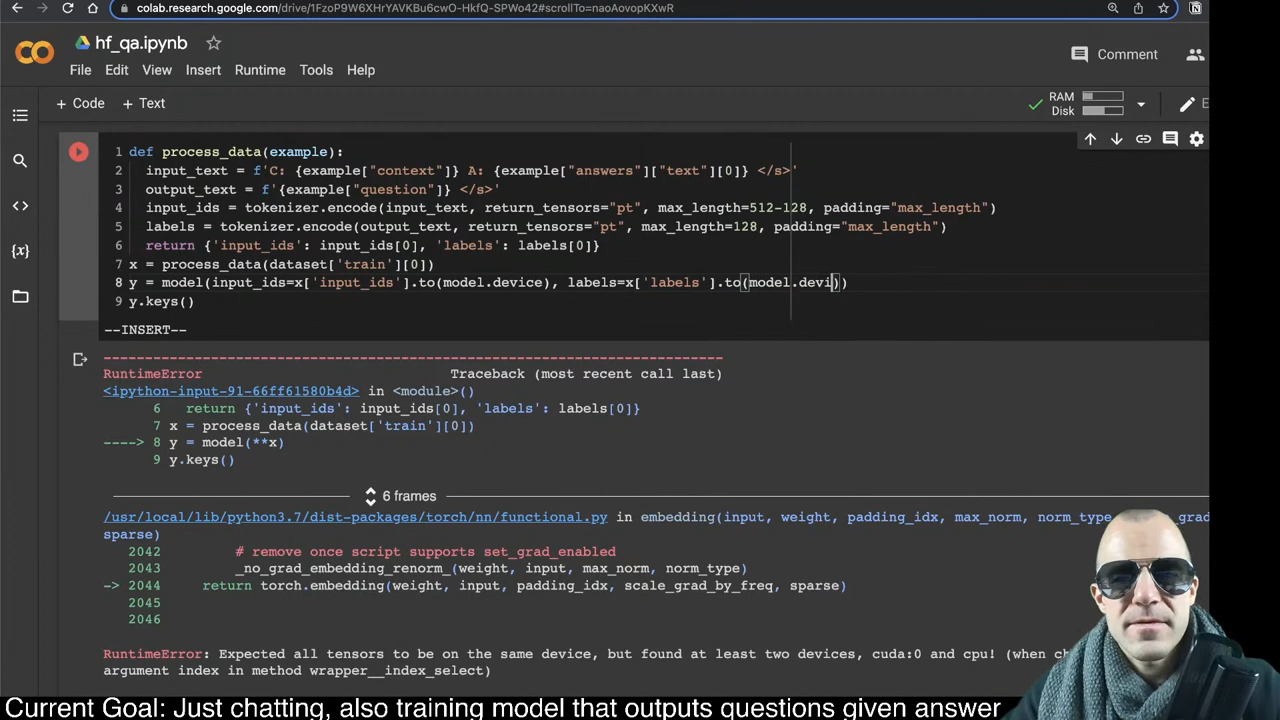 colab.research.google.com/drive/1FzoP9W6XHrYAVKBu6cwO-HkfQ-SPWo42#scrollTo=naoAovopKXwR
hf_qa.ipynb
Comment
File Edit View Insert Runtime Tools Help
+ Code + Text
RAM
Disk
E
1 def process_data(example):
2 input_text = f'C: {example["context"]} A: {example["answers"]["text"][0]} </s>'
3 output_text = f'{example["question"]} </s>'
4 input_ids = tokenizer.encode(input_text, return_tensors="pt", max_length=512-128, padding="max_length")
5 labels = tokenizer.encode(output_text, return_tensors="pt", max_length=128, padding="max_length")
6 return {'input_ids': input_ids[0], 'labels': labels[0]}
7 x = process_data(dataset['train'][0])
8 y = model(input_ids=x['input_ids'].to(model.device), labels=x['labels'].to(model.devi))
9 y.keys()
--INSERT--
---------------------------------------------------------------------------
RuntimeError Traceback (most recent call last)
<ipython-input-91-66ff61580b4d> in <module>()
6 return {'input_ids': input_ids[0], 'labels': labels[0]}
7 x = process_data(dataset['train'][0])
----> 8 y = model(**x)
9 y.keys()
6 frames
/usr/local/lib/python3.7/dist-packages/torch/nn/functional.py in embedding(input, weight, padding_idx, max_norm, norm_type, scale_grad
sparse)
2042 # remove once script supports set_grad_enabled
2043 _no_grad_embedding_renorm_(weight, input, max_norm, norm_type)
-> 2044 return torch.embedding(weight, input, padding_idx, scale_grad_by_freq, sparse)
2045
2046
RuntimeError: Expected all tensors to be on the same device, but found at least two devices, cuda:0 and cpu! (when ch
argument index in method wrapper__index_select)
Current Goal: Just chatting, also training model that outputs questions given answer